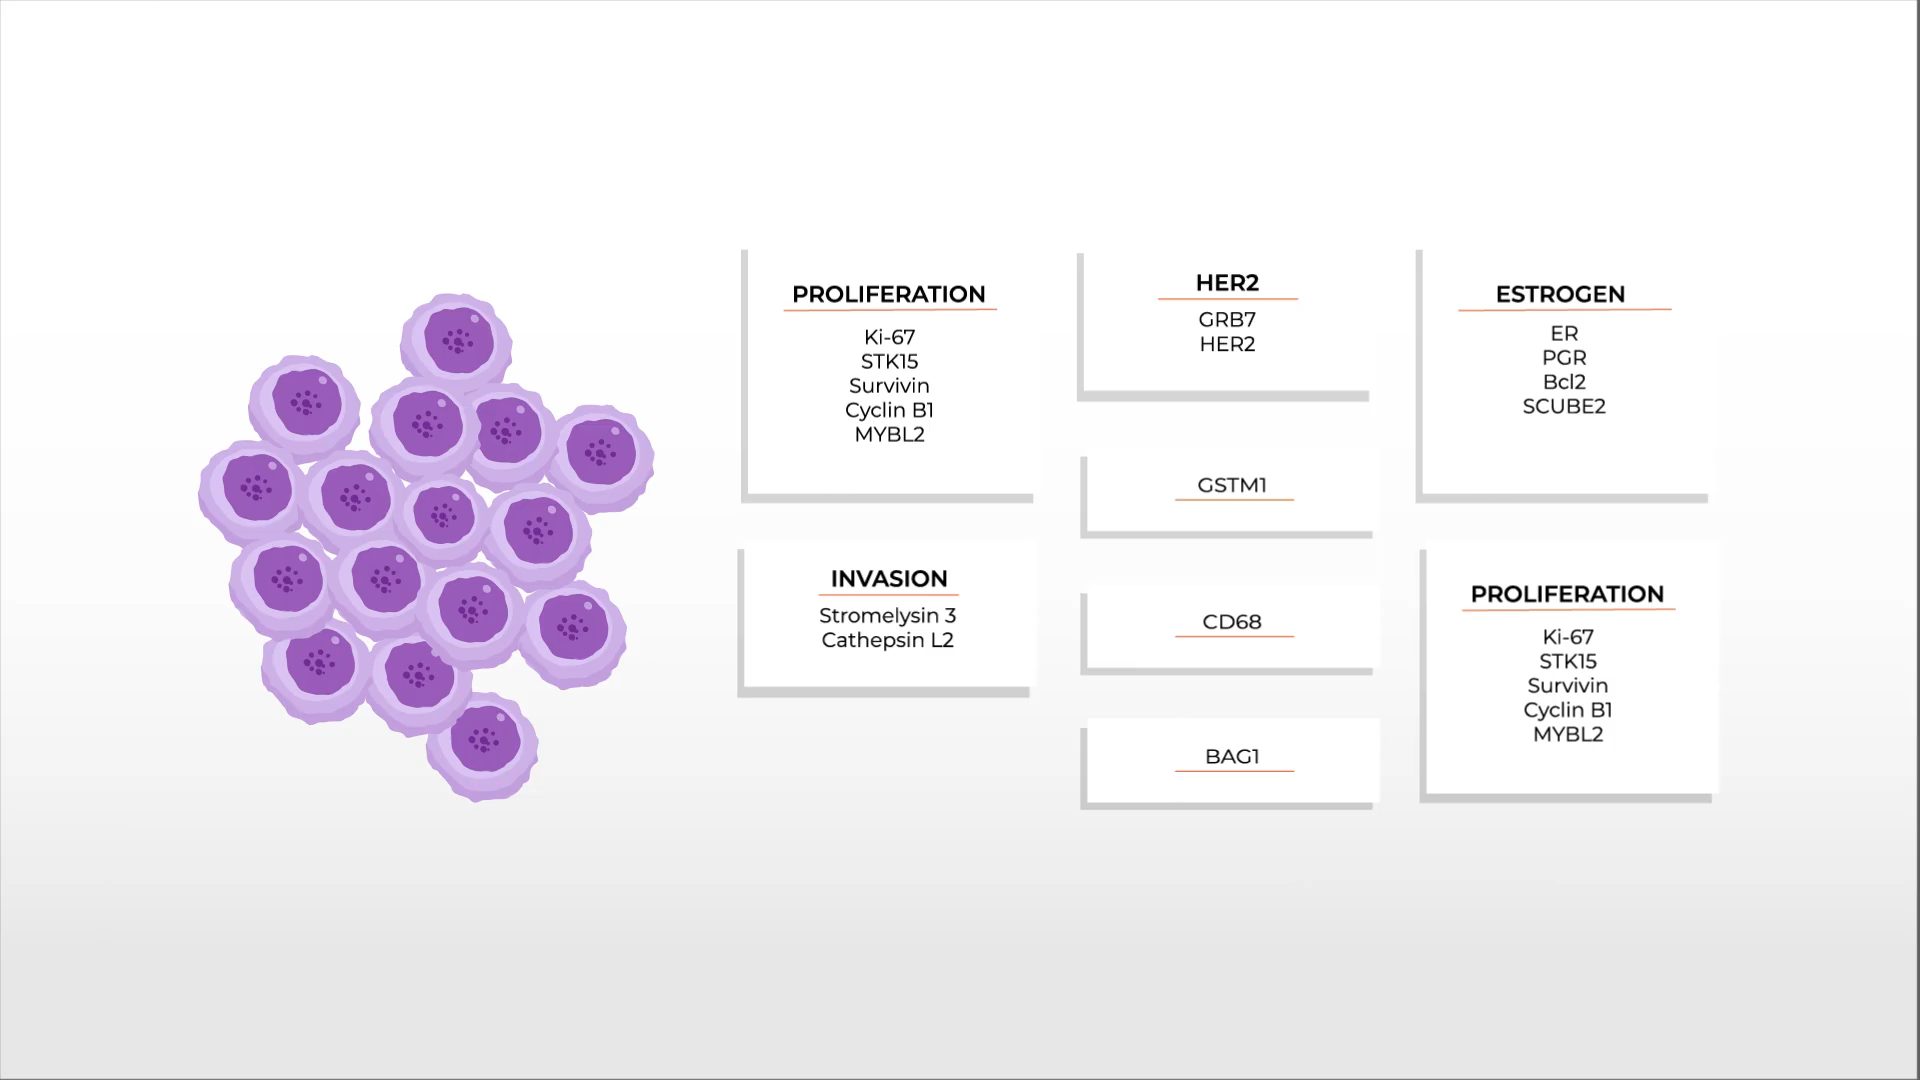 PROLIFERATION
Ki-67
STK15
Survivin
Cyclin B1
MYBL2
INVASION
Stromelysin 3
Cathepsin L2
HER2
GRB7
HER2
GSTM1
CD68
BAG1
ESTROGEN
ER
PGR
Bcl2
SCUBE2
PROLIFERATION
Ki-67
STK15
Survivin
Cyclin B1
MYBL2